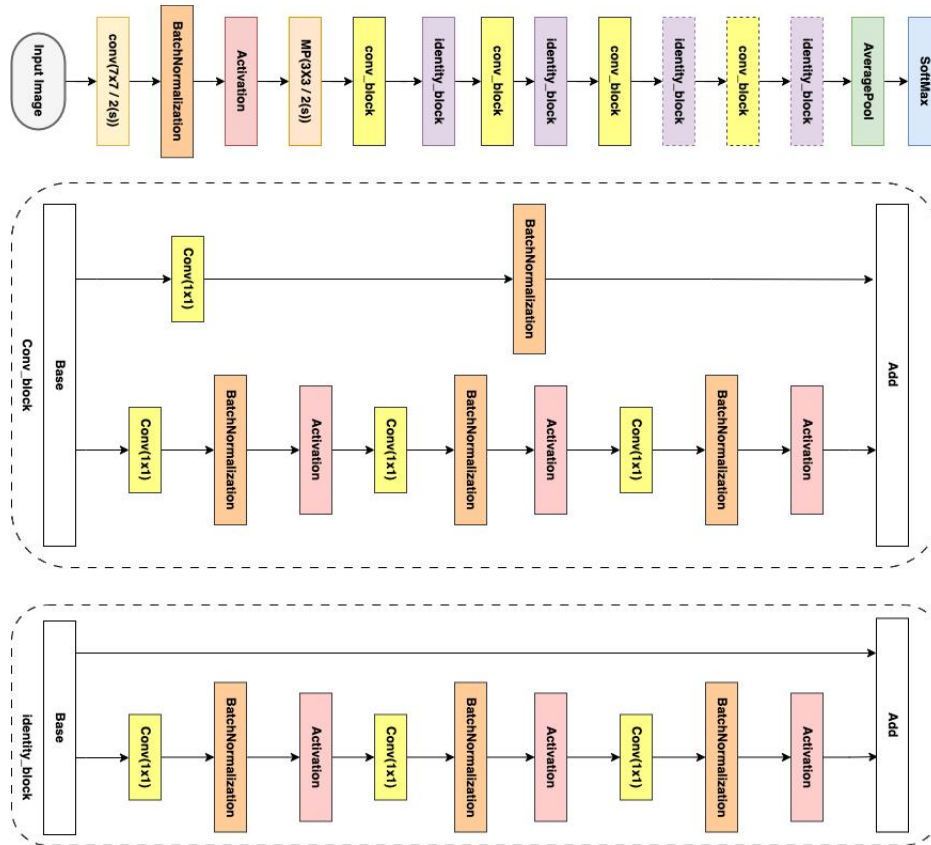 Input Image
conv(7x7 / 2(s))
BatchNormalization
Activation
MP(3X3 / 2(s))
conv_block
identity_block
conv_block
identity_block
conv_block
identity_block
conv_block
identity_block
AveragePool
SoftMax
Conv_block
Base
Conv(1x1)
BatchNormalization
Add
Conv(1x1)
BatchNormalization
Activation
Conv(1x1)
BatchNormalization
Activation
Conv(1x1)
BatchNormalization
Activation
identity_block
Base
Add
Conv(1x1)
BatchNormalization
Activation
Conv(1x1)
BatchNormalization
Activation
Conv(1x1)
BatchNormalization
Activation